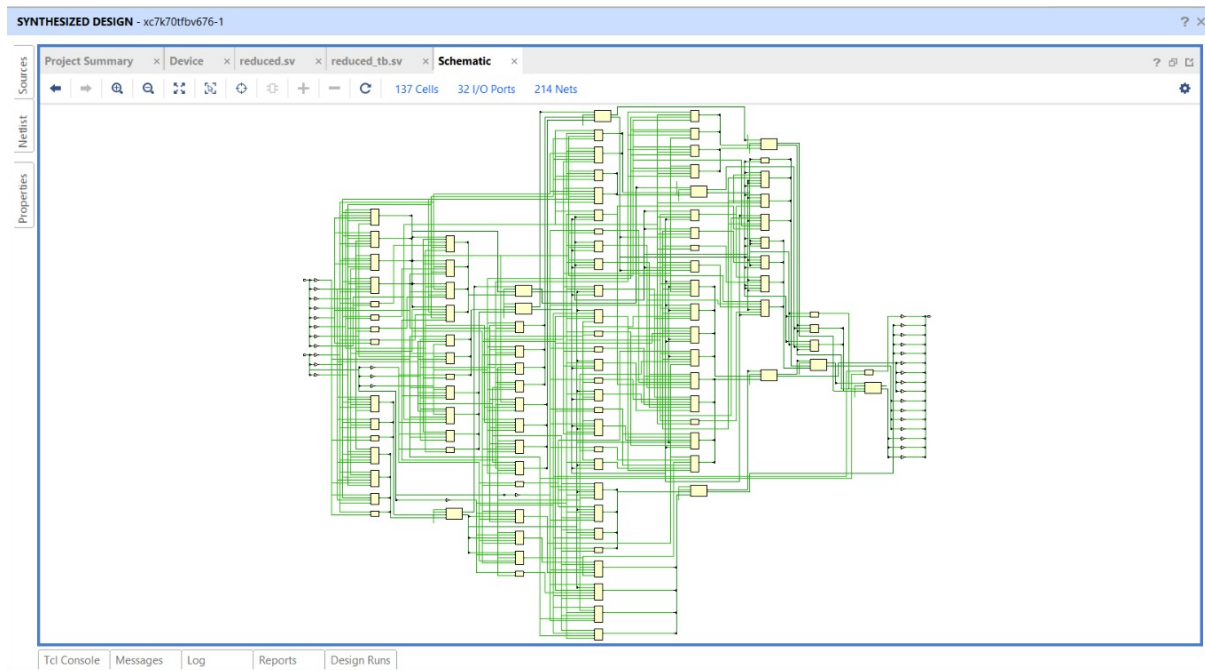 SYNTHESIZED DESIGN - xc7k70tfbv676-1
Sources
Netlist
Properties
Project Summary × Device × reduced.sv × reduced_tb.sv × Schematic ×
137 Cells 32 I/O Ports 214 Nets
Tcl Console Messages Log Reports Design Runs